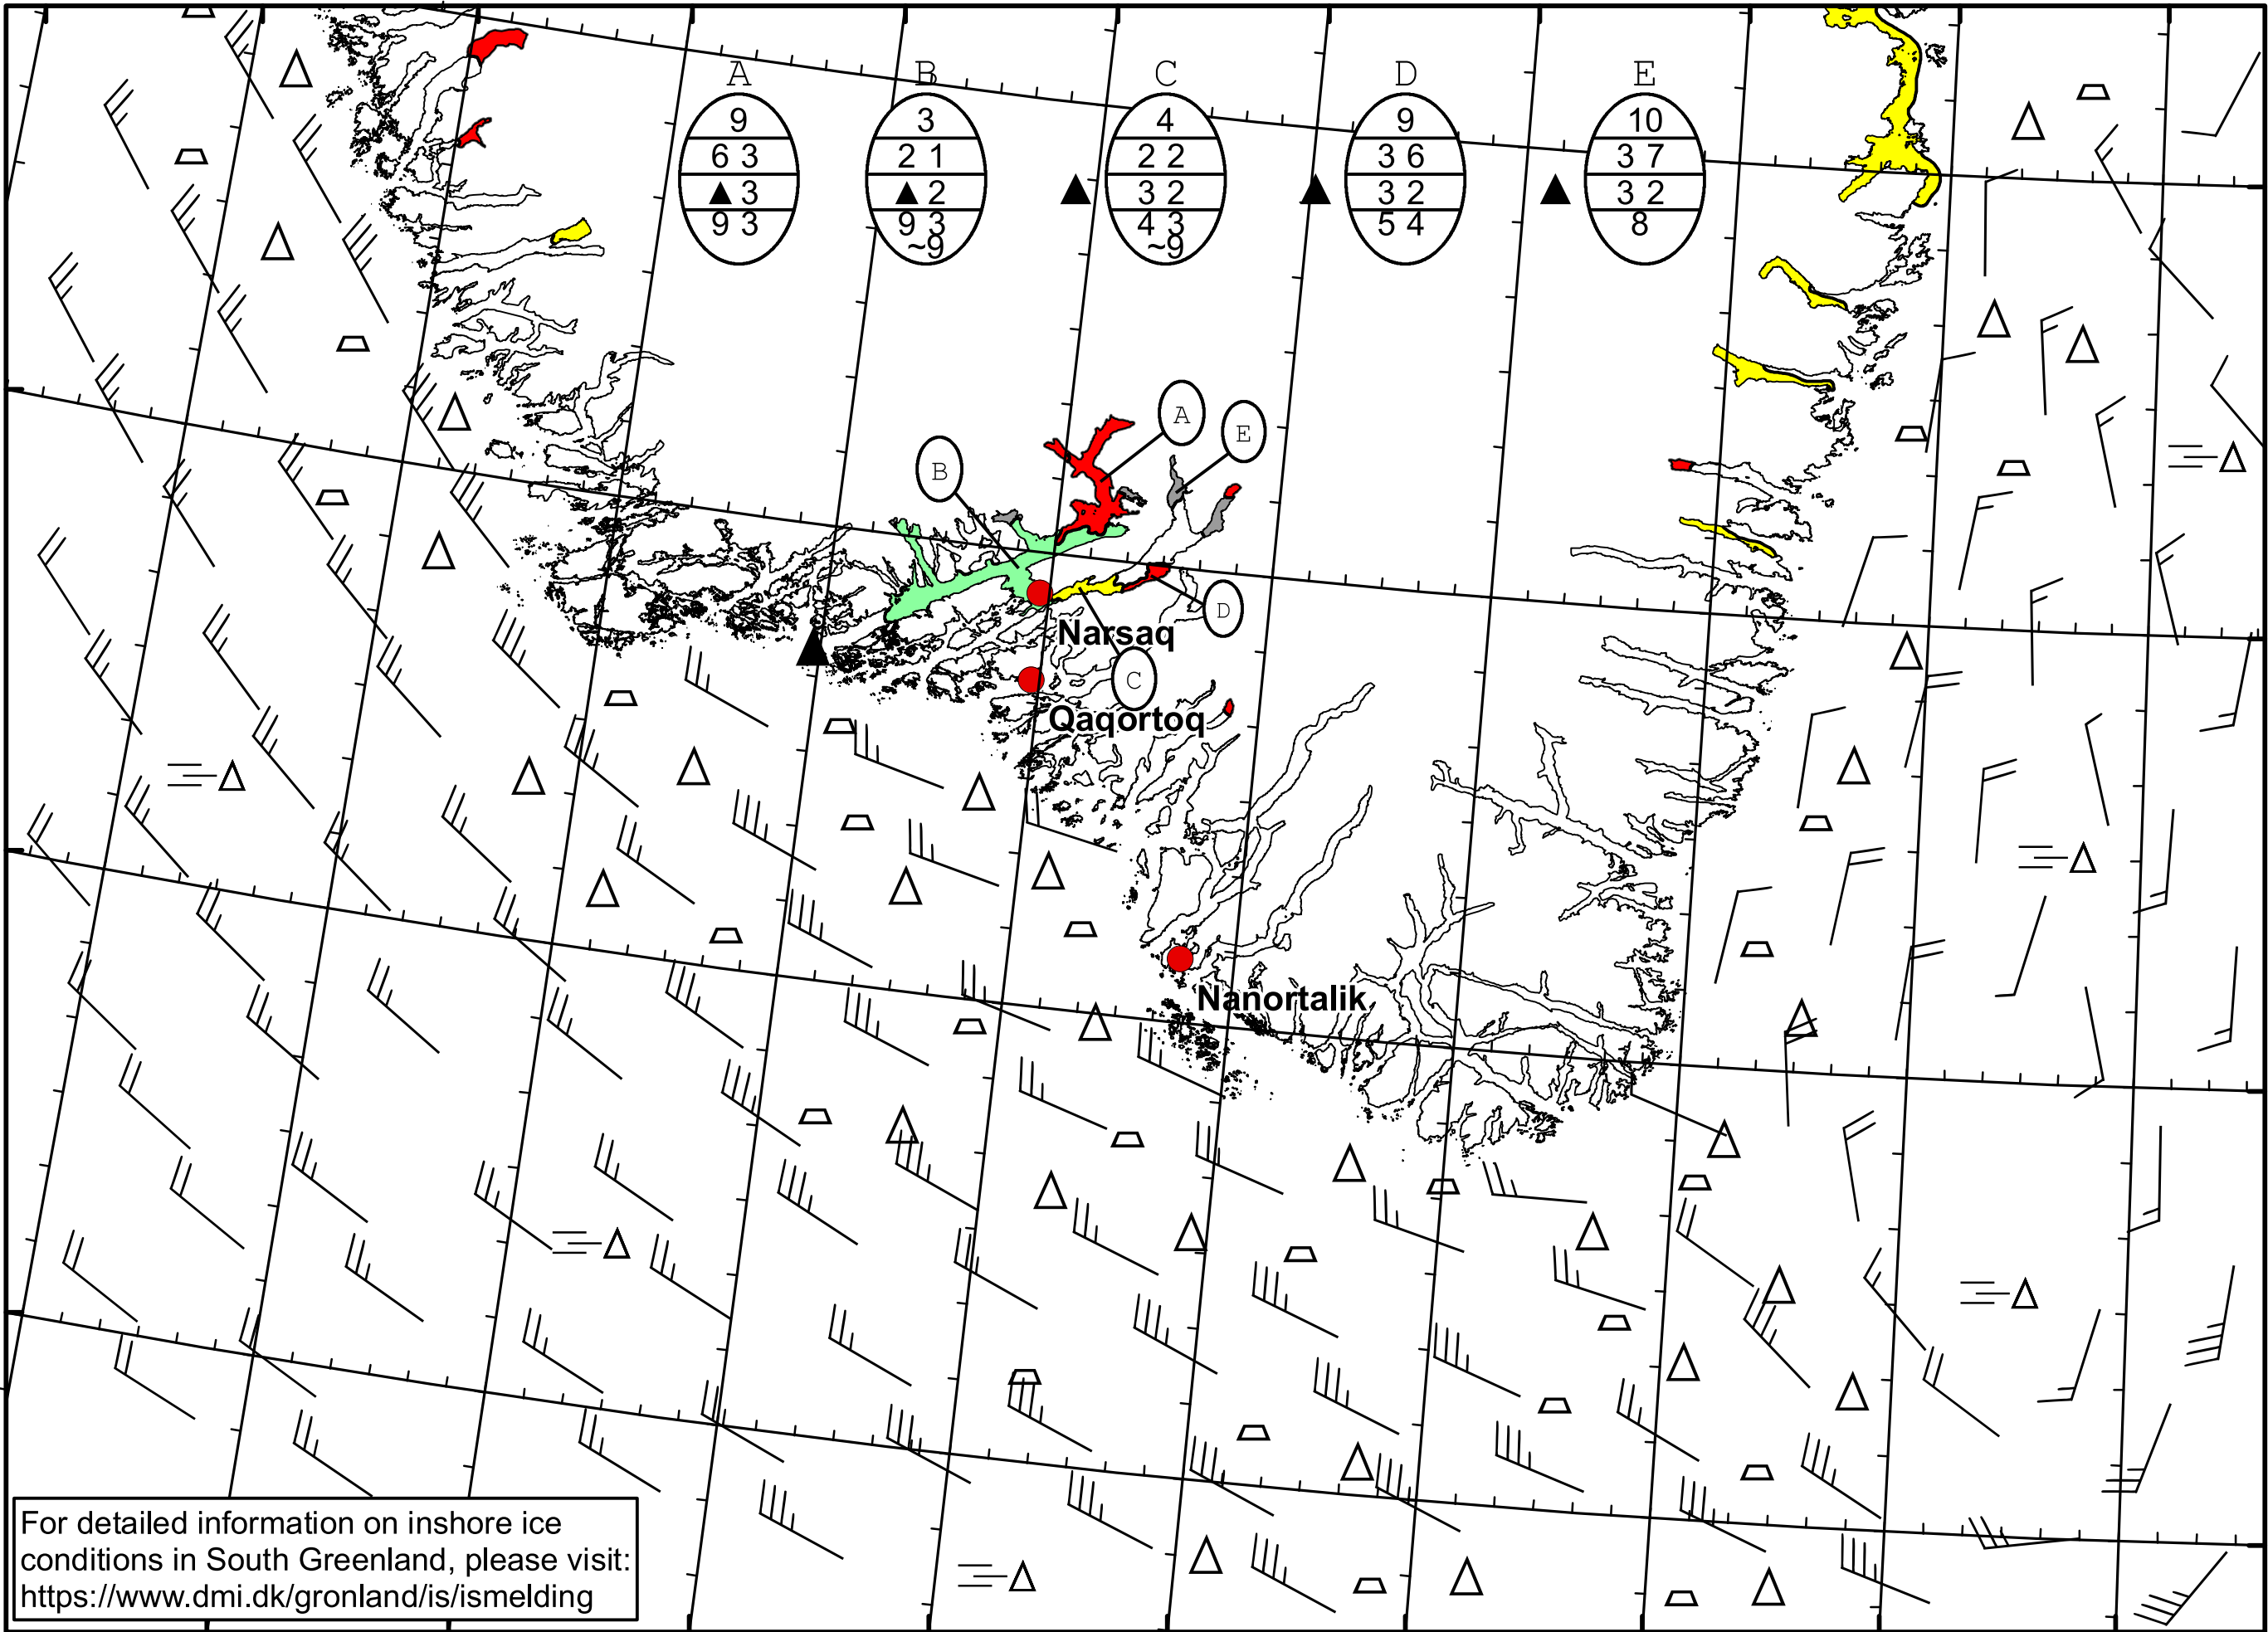 A B C D E
9 3 4 9 10
6 3 2 1 2 2 3 6 3 7
▲ 3 ▲ 2 ▲ 3 2 ▲ 3 2 ▲ 3 2
9 3 9 3 4 3 5 4 8
~9 ~9
A
E
B
D
Narsaq
C
Qaqortoq
Nanortalik
For detailed information on inshore ice
conditions in South Greenland, please visit:
https://www.dmi.dk/gronland/is/ismelding